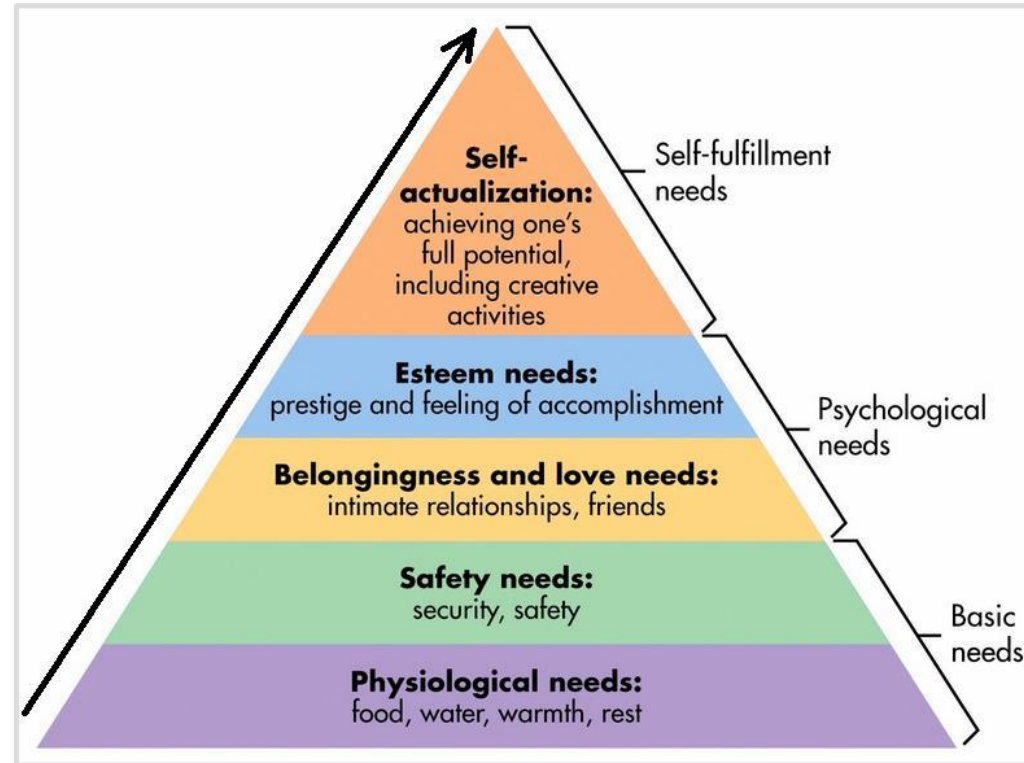 Self-
actualization:
achieving one's
full potential,
including creative
activities
Self-fulfillment
needs
Esteem needs:
prestige and feeling of accomplishment
Psychological
needs
Belongingness and love needs:
intimate relationships, friends
Safety needs:
security, safety
Basic
needs
Physiological needs:
food, water, warmth, rest